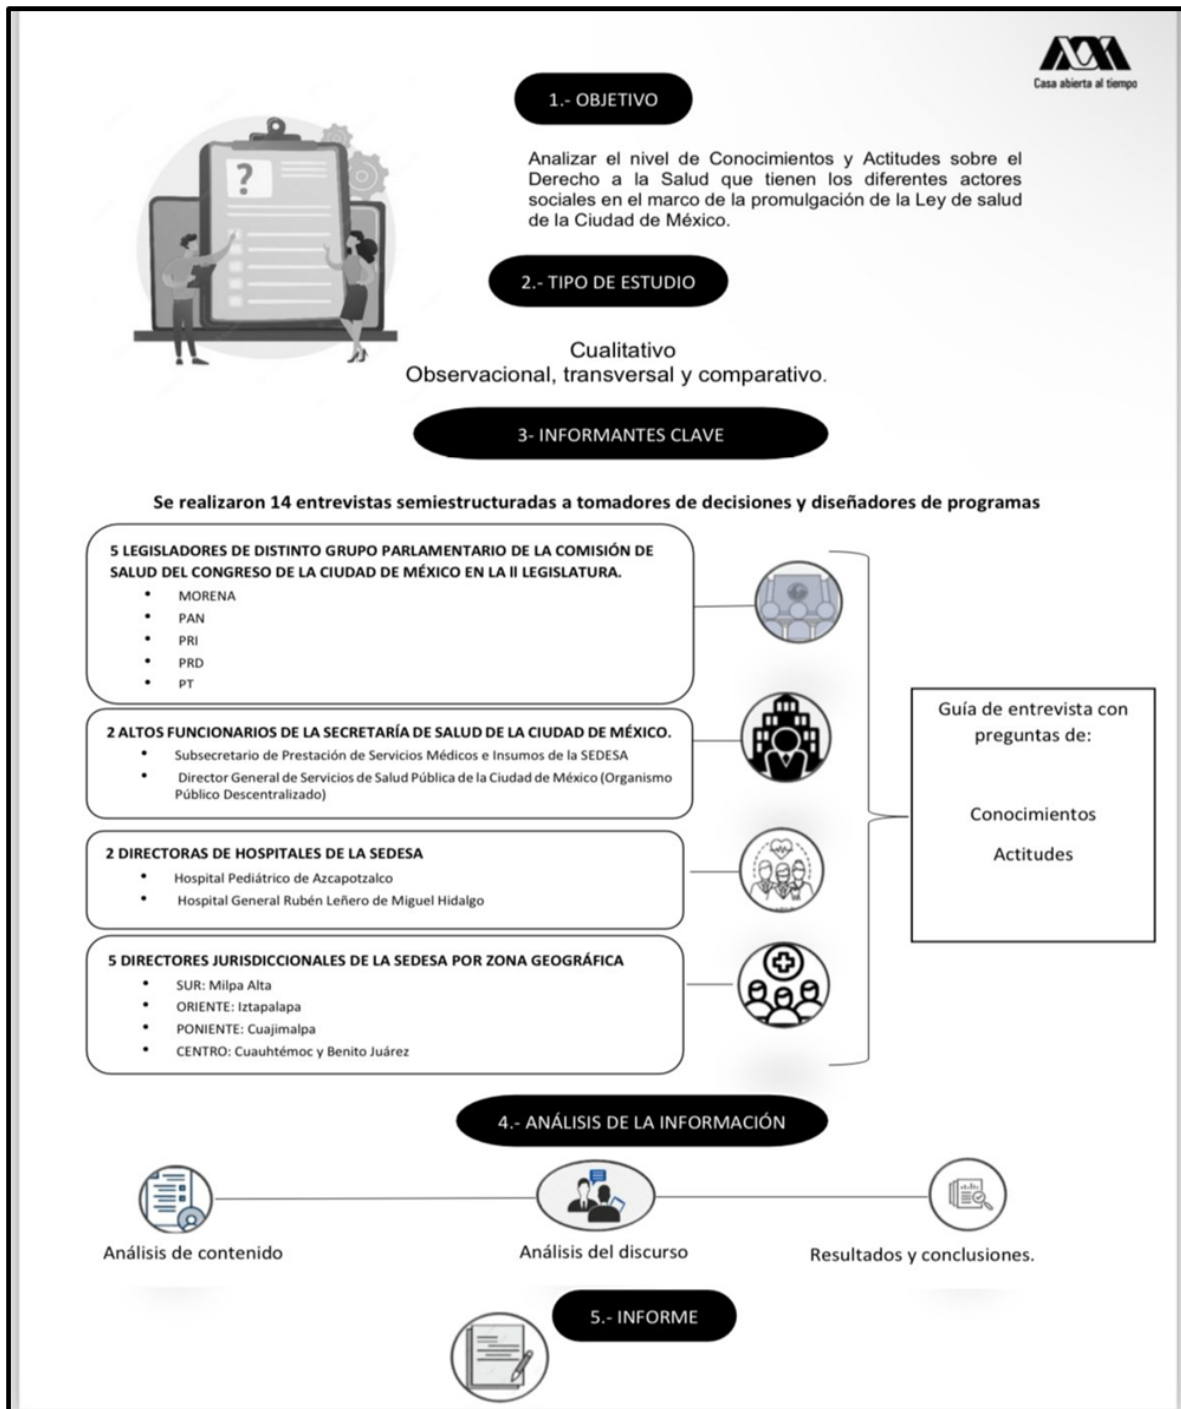 Casa abierta al tiempo
1.- OBJETIVO
Analizar el nivel de Conocimientos y Actitudes sobre el
Derecho a la Salud que tienen los diferentes actores
sociales en el marco de la promulgación de la Ley de salud
de la Ciudad de México.
?
2.- TIPO DE ESTUDIO
Cualitativo
Observacional, transversal y comparativo.
3- INFORMANTES CLAVE
Se realizaron 14 entrevistas semiestructuradas a tomadores de decisiones y diseñadores de programas
5 LEGISLADORES DE DISTINTO GRUPO PARLAMENTARIO DE LA COMISIÓN DE
SALUD DEL CONGRESO DE LA CIUDAD DE MÉXICO EN LA II LEGISLATURA.
• MORENA
• PAN
• PRI
• PRD
• PT
2 ALTOS FUNCIONARIOS DE LA SECRETARÍA DE SALUD DE LA CIUDAD DE MÉXICO.
• Subsecretario de Prestación de Servicios Médicos e Insumos de la SEDESA
• Director General de Servicios de Salud Pública de la Ciudad de México (Organismo
Público Descentralizado)
2 DIRECTORAS DE HOSPITALES DE LA SEDESA
• Hospital Pediátrico de Azcapotzalco
• Hospital General Rubén Leñero de Miguel Hidalgo
5 DIRECTORES JURISDICCIONALES DE LA SEDESA POR ZONA GEOGRÁFICA
• SUR: Milpa Alta
• ORIENTE: Iztapalapa
• PONIENTE: Cuajimalpa
• CENTRO: Cuauhtémoc y Benito Juárez
Guía de entrevista con
preguntas de:
Conocimientos
Actitudes
4.- ANÁLISIS DE LA INFORMACIÓN
Análisis de contenido
Análisis del discurso
Resultados y conclusiones.
5.- INFORME